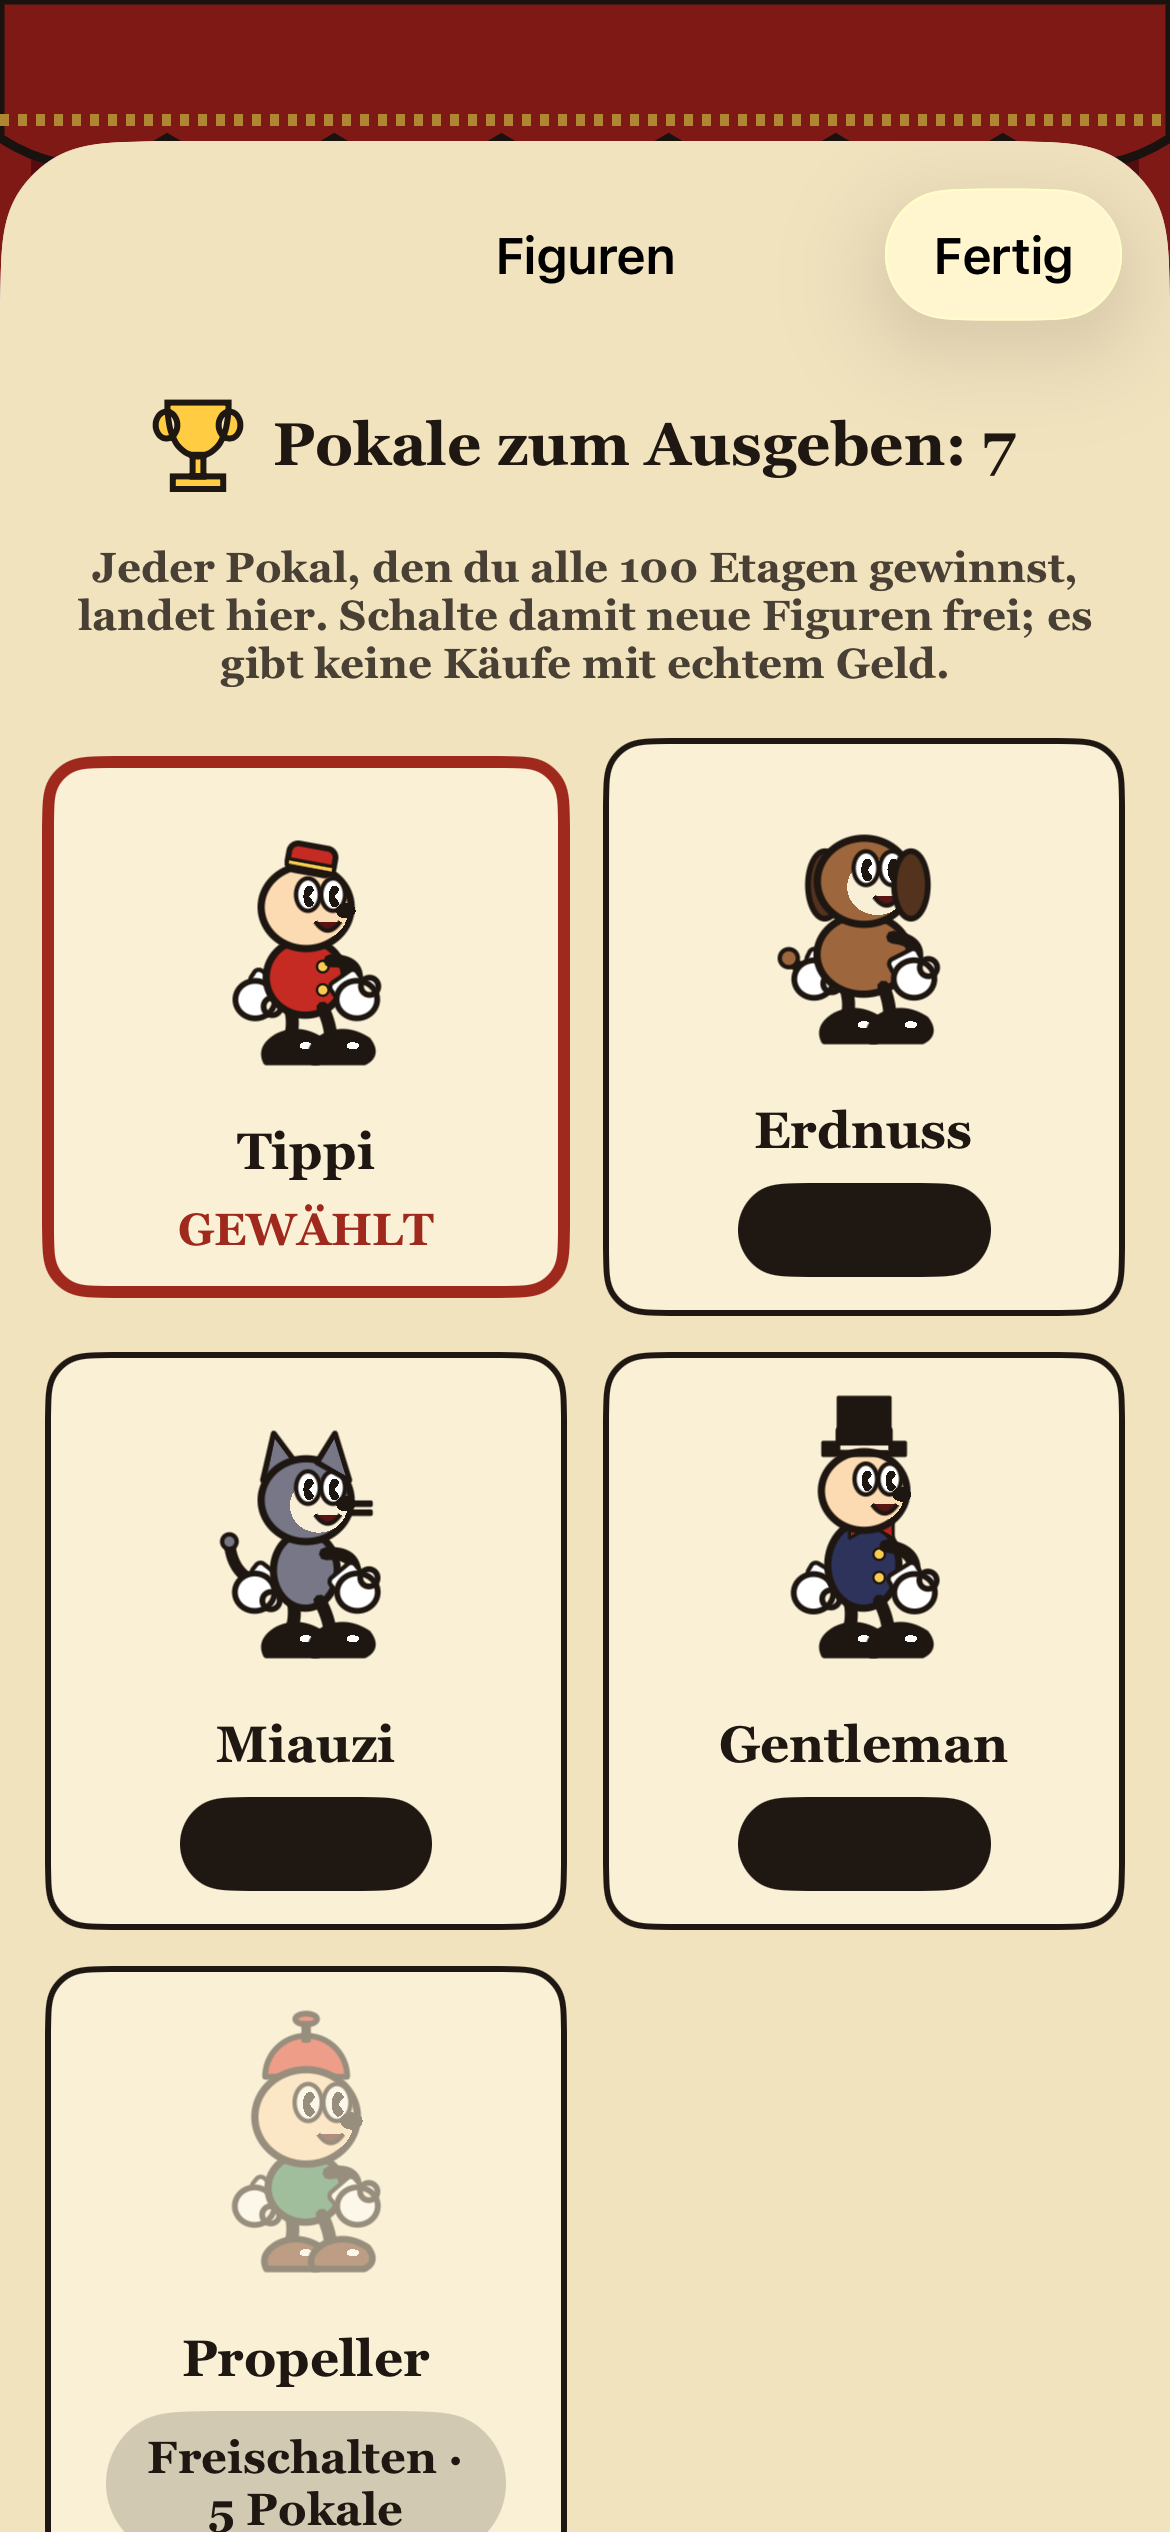 Figuren
Fertig
Pokale zum Ausgeben: 7
Jeder Pokal, den du alle 100 Etagen gewinnst,
landet hier. Schalte damit neue Figuren frei; es
gibt keine Käufe mit echtem Geld.
Tippi
GEWÄHLT
Erdnuss
Miauzi
Gentleman
Propeller
Freischalten ·
5 Pokale